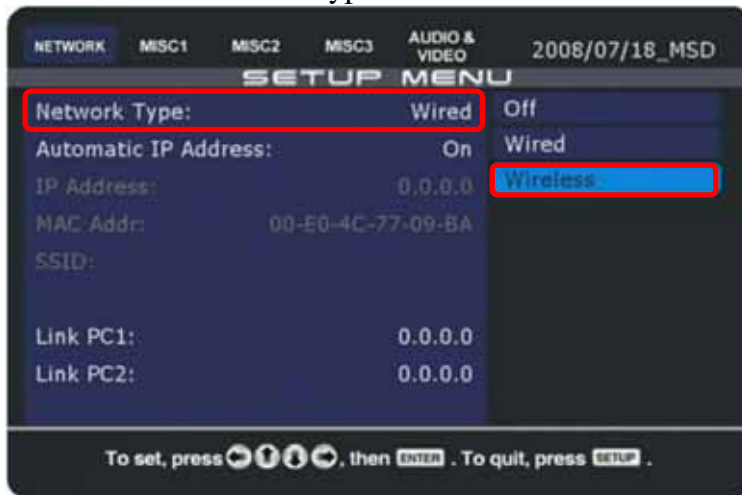 NETWORK MISC1 MISC2 MISC3 AUDIO & VIDEO 2008/07/18_MSD
SETUP MENU
Network Type: Wired Off
Automatic IP Address: On Wired
IP Address: 0.0.0.0 Wireless
MAC Addr: 00-E0-4C-77-09-BA
SSID:
Link PC1: 0.0.0.0
Link PC2: 0.0.0.0
To set, press , then ENTER . To quit, press SETUP .